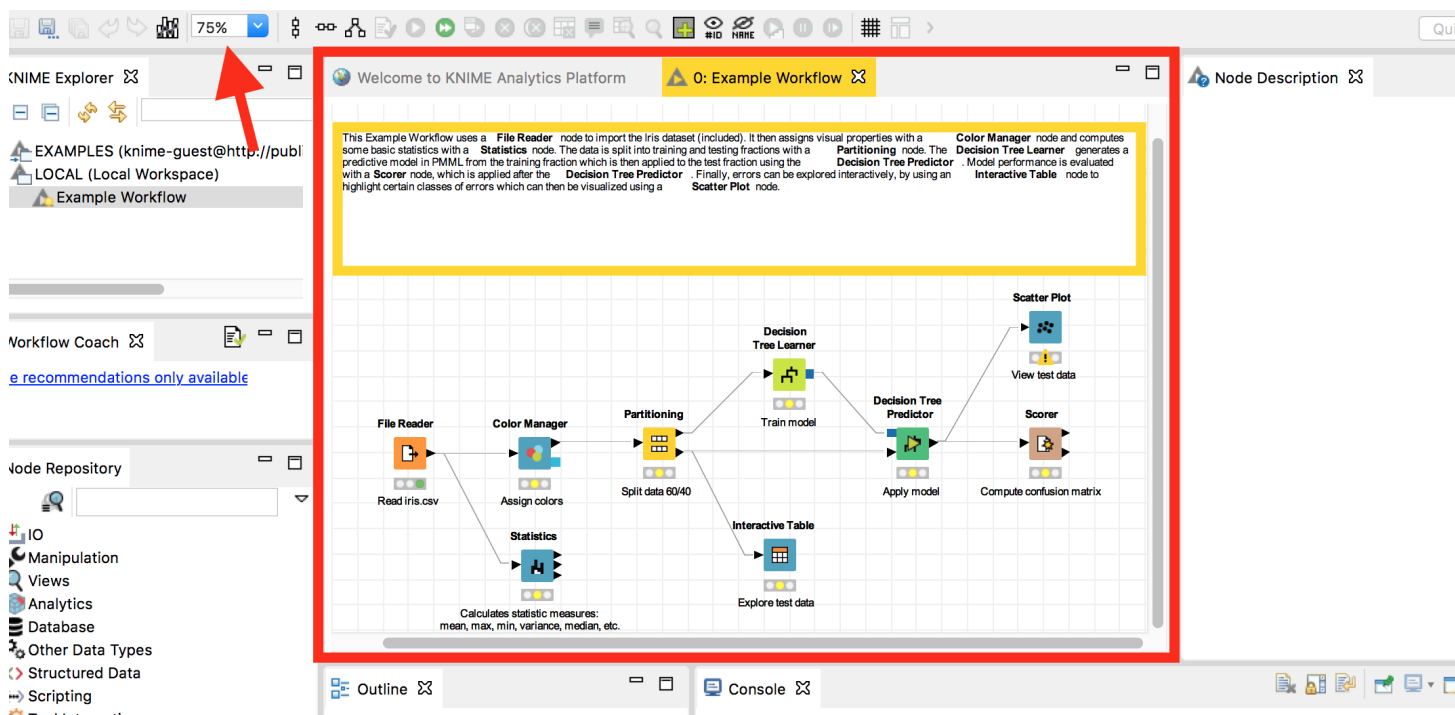 75%
#ID
NAME
Qui
KNIME Explorer
Welcome to KNIME Analytics Platform
0: Example Workflow
Node Description
EXAMPLES (knime-guest@http://publi
LOCAL (Local Workspace)
Example Workflow
This Example Workflow uses a File Reader node to import the Iris dataset (included). It then assigns visual properties with a Color Manager node and computes
some basic statistics with a Statistics node. The data is split into training and testing fractions with a Partitioning node. The Decision Tree Learner generates a
predictive model in PMML from the training fraction which is then applied to the test fraction using the Decision Tree Predictor . Model performance is evaluated
with a Scorer node, which is applied after the Decision Tree Predictor . Finally, errors can be explored interactively, by using an Interactive Table node to
highlight certain classes of errors which can then be visualized using a Scatter Plot node.
Workflow Coach
e recommendations only available
Node Repository
IO
Manipulation
Views
Analytics
Database
Other Data Types
Structured Data
Scripting
File Reader
Read iris.csv
Color Manager
Assign colors
Statistics
Calculates statistic measures:
mean, max, min, variance, median, etc.
Partitioning
Split data 60/40
Decision
Tree Learner
Train model
Interactive Table
Explore test data
Decision Tree
Predictor
Apply model
Scatter Plot
View test data
Scorer
Compute confusion matrix
Outline
Console